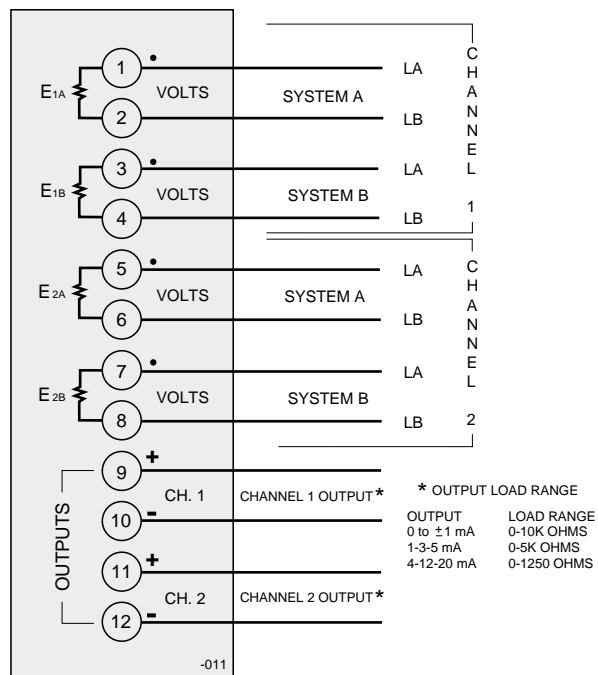 1 • VOLTS SYSTEM A LA
E1A
2 LB
3 • VOLTS SYSTEM B LA
E1B
4 LB
CHANNEL 1
5 • VOLTS SYSTEM A LA
E2A
6 LB
7 • VOLTS SYSTEM B LA
E2B
8 LB
CHANNEL 2
OUTPUTS
9 +
CH. 1 CHANNEL 1 OUTPUT*
10 -
11 +
CH. 2 CHANNEL 2 OUTPUT*
12 -
* OUTPUT LOAD RANGE
OUTPUT LOAD RANGE
0 to ±1 mA 0-10K OHMS
1-3-5 mA 0-5K OHMS
4-12-20 mA 0-1250 OHMS
-011